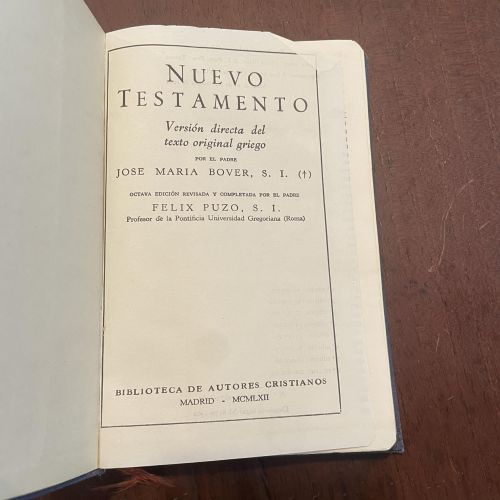 NUEVO
TESTAMENTO
Versión directa del
texto original griego
POR EL PADRE
JOSE MARIA BOVER, S. I. (†)
OCTAVA EDICIÓN REVISADA Y COMPLETADA POR EL PADRE
FELIX PUZO, S. I.
Profesor de la Pontificia Universidad Gregoriana (Roma)
BIBLIOTECA DE AUTORES CRISTIANOS
MADRID - MCMLXII